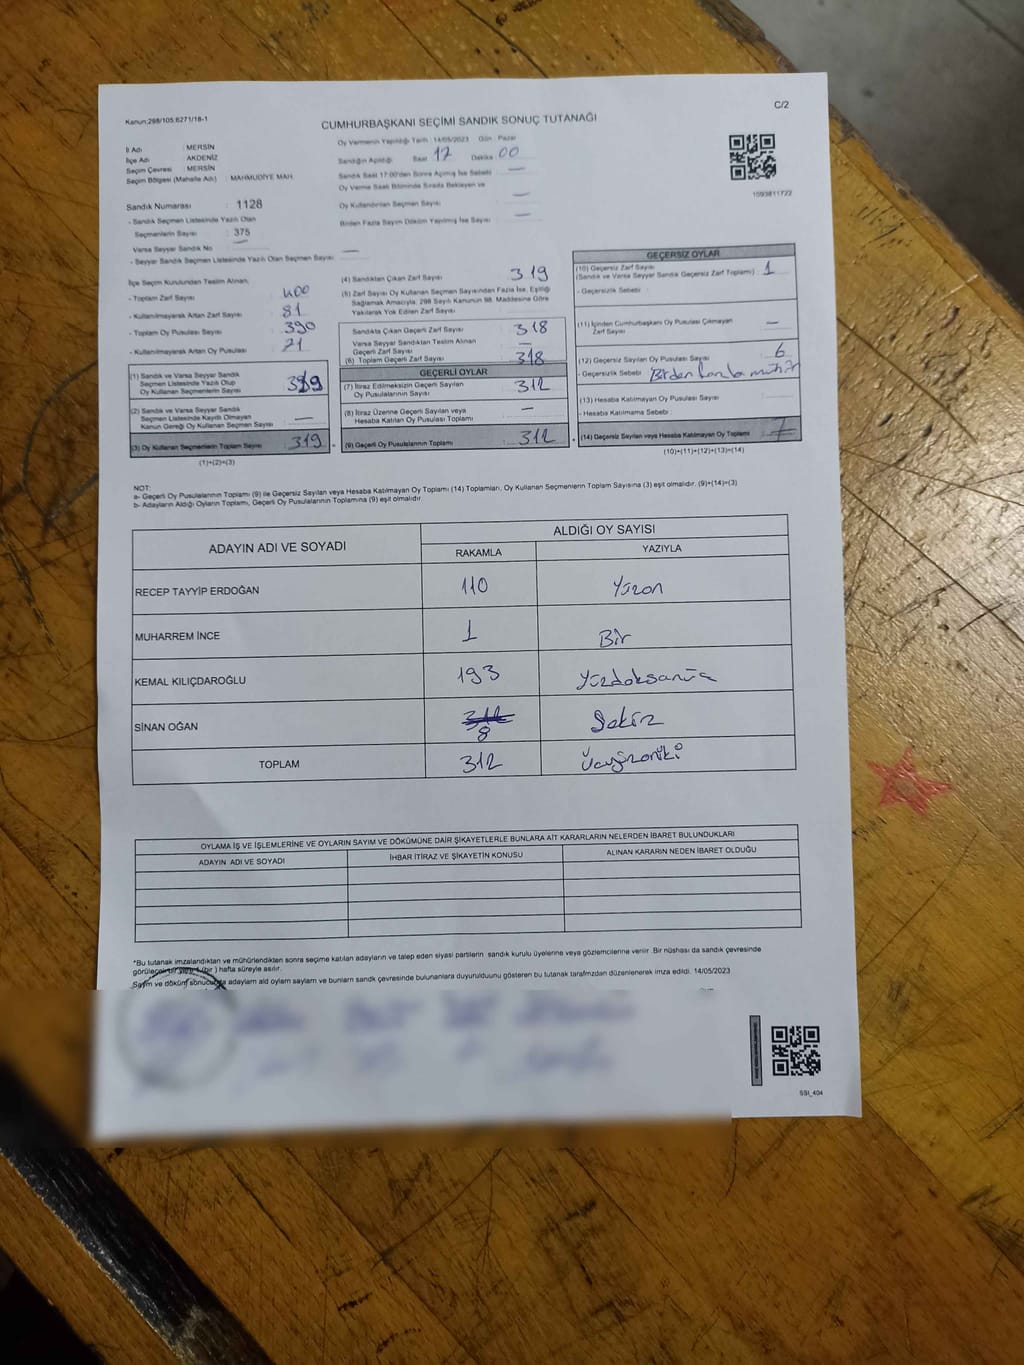 Kanun:298/105;6271/18-1
C/2
CUMHURBAŞKANI SEÇİMİ SANDIK SONUÇ TUTANAĞI
İl Adı : MERSİN
İlçe Adı : AKDENİZ
Seçim Çevresi : MERSİN
Seçim Bölgesi (Mahalle Adı) : MAHMUDİYE MAH.
Sandık Numarası : 1128
- Sandık Seçmen Listesinde Yazılı Olan
Seçmenlerin Sayısı : 375
Varsa Seyyar Sandık No —
- Seyyar Sandık Seçmen Listesinde Yazılı Olan Seçmen Sayısı : —
Oy Vermenin Yapıldığı Tarih : 14/05/2023 Gün : Pazar
Sandığın Açıldığı Saat 17 Dakika 00
Sandık Saat 17:00'den Sonra Açılmış İse Sebebi : —
Oy Verme Saati Bitiminde Sırada Bekleyen ve
Oy Kullandırılan Seçmen Sayısı —
Birden Fazla Sayım Döküm Yapılmış İse Sayısı —
1093811722
İlçe Seçim Kurulundan Teslim Alınan,
- Toplam Zarf Sayısı : 400
- Kullanılmayarak Artan Zarf Sayısı : 81
- Toplam Oy Pusulası Sayısı : 390
- Kullanılmayarak Artan Oy Pusulası : 71
(1) Sandık ve Varsa Seyyar Sandık
Seçmen Listesinde Yazılı Olup
Oy Kullanan Seçmenlerin Sayısı : 319
(2) Sandık ve Varsa Seyyar Sandık
Seçmen Listesinde Kayıtlı Olmayan
Kanun Gereği Oy Kullanan Seçmen Sayısı : —
(3) Oy Kullanan Seçmenlerin Toplam Sayısı : 319
(1)+(2)=(3)
(4) Sandıktan Çıkan Zarf Sayısı : 319
(5) Zarf Sayısı Oy Kullanan Seçmen Sayısından Fazla İse, Eşitliği
Sağlamak Amacıyla; 298 Sayılı Kanunun 98. Maddesine Göre
Yakılarak Yok Edilen Zarf Sayısı :
Sandıkta Çıkan Geçerli Zarf Sayısı : 318
Varsa Seyyar Sandıktan Teslim Alınan
Geçerli Zarf Sayısı : —
(6) Toplam Geçerli Zarf Sayısı : 318
GEÇERLİ OYLAR
(7) İtiraz Edilmeksizin Geçerli Sayılan
Oy Pusulalarının Sayısı : 312
(8) İtiraz Üzerine Geçerli Sayılan veya
Hesaba Katılan Oy Pusulası Toplamı : —
(9) Geçerli Oy Pusulalarının Toplamı : 312
GEÇERSİZ OYLAR
(10) Geçersiz Zarf Sayısı
(Sandık ve Varsa Seyyar Sandık Geçersiz Zarf Toplamı) : 1
- Geçersizlik Sebebi :
(11) İçinden Cumhurbaşkanı Oy Pusulası Çıkmayan
Zarf Sayısı : —
(12) Geçersiz Sayılan Oy Pusulası Sayısı : 6
- Geçersizlik Sebebi : Birden fazla mühür
(13) Hesaba Katılmayan Oy Pusulası Sayısı :
- Hesaba Katılmama Sebebi :
(14) Geçersiz Sayılan veya Hesaba Katılmayan Oy Toplamı : 7
(10)+(11)+(12)+(13)=(14)
NOT:
a- Geçerli Oy Pusulalarının Toplamı (9) ile Geçersiz Sayılan veya Hesaba Katılmayan Oy Toplamı (14) Toplamları, Oy Kullanan Seçmenlerin Toplam Sayısına (3) eşit olmalıdır. (9)+(14)=(3)
b- Adayların Aldığı Oyların Toplamı, Geçerli Oy Pusulalarının Toplamına (9) eşit olmalıdır.
ADAYIN ADI VE SOYADI
ALDIĞI OY SAYISI
RAKAMLA YAZIYLA
RECEP TAYYİP ERDOĞAN 110 Yüzon
MUHARREM İNCE 1 Bir
KEMAL KILIÇDAROĞLU 193 Yüzdoksanüç
SİNAN OĞAN 312 8 Sekiz
TOPLAM 312 Üçyüzoniki
OYLAMA İŞ VE İŞLEMLERİNE VE OYLARIN SAYIM VE DÖKÜMÜNE DAİR ŞİKAYETLERLE BUNLARA AİT KARARLARIN NELERDEN İBARET BULUNDUKLARI
ADAYIN ADI VE SOYADI İHBAR İTİRAZ VE ŞİKAYETİN KONUSU ALINAN KARARIN NEDEN İBARET OLDUĞU
*Bu tutanak imzalandıktan ve mühürlendikten sonra seçime katılan adayların ve talep eden siyasi partilerin sandık kurulu üyelerine veya gözlemcilerine verilir. Bir nüshası da sandık çevresinde
görülecek bir yere 1 (bir ) hafta süreyle asılır.
Sayım ve döküm sonucunda adayların aldığı oyların sayıları ve bunların sandık çevresinde bulunanlara duyurulduğunu gösteren bu tutanak tarafımızdan düzenlenerek imza edildi. 14/05/2023
SSI_404